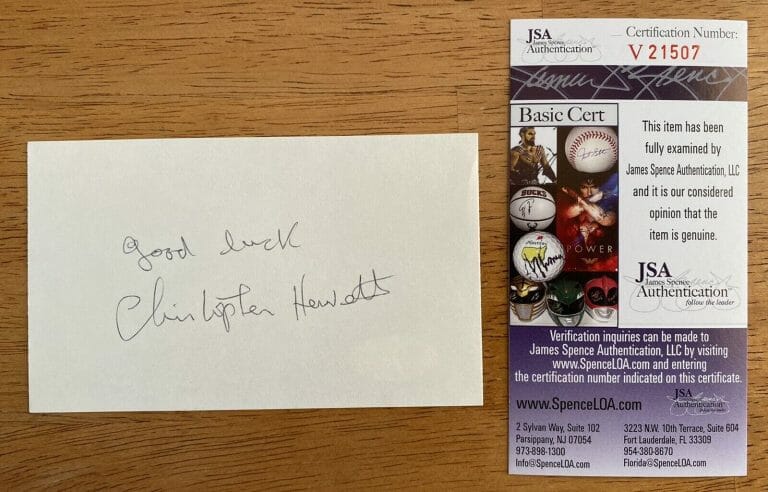 good luck
Christopher Hewett
JSA
James Spence
Authentication
Certification Number:
V 21507
Basic Cert
BUCKS
POWER
This item has been
fully examined by
James Spence Authentication, LLC
and it is our considered
opinion that the
item is genuine.
JSA
James Spence
Authentication™
follow the leader
Verification inquiries can be made to
James Spence Authentication, LLC by visiting
www.SpenceLOA.com and entering
the certification number indicated on this certificate.
www.SpenceLOA.com
JSA
Authentication
2 Sylvan Way, Suite 102
Parsippany, NJ 07054
973-898-1300
Info@SpenceLOA.com
3223 N.W. 10th Terrace, Suite 604
Fort Lauderdale, FL 33309
954-380-8670
Florida@SpenceLOA.com